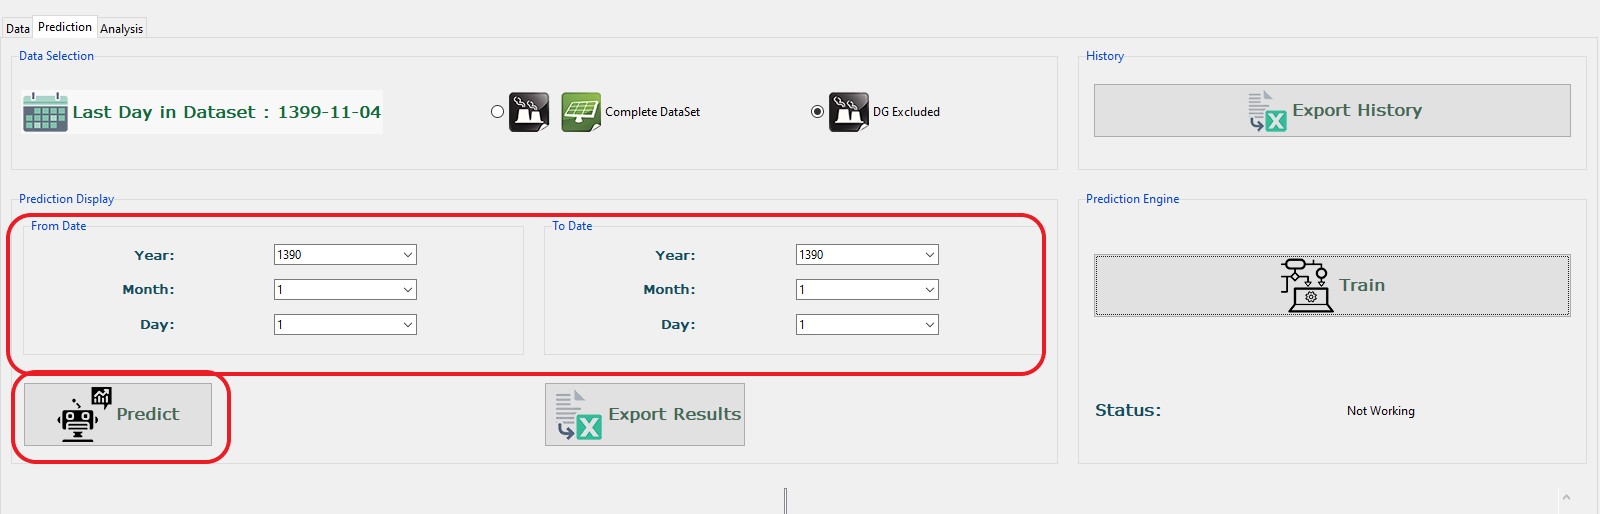 Data Prediction Analysis
Data Selection
Last Day in Dataset : 1399-11-04
Complete DataSet
DG Excluded
History
Export History
Prediction Display
From Date
Year: 1390
Month: 1
Day: 1
To Date
Year: 1390
Month: 1
Day: 1
Predict
Export Results
Prediction Engine
Train
Status: Not Working